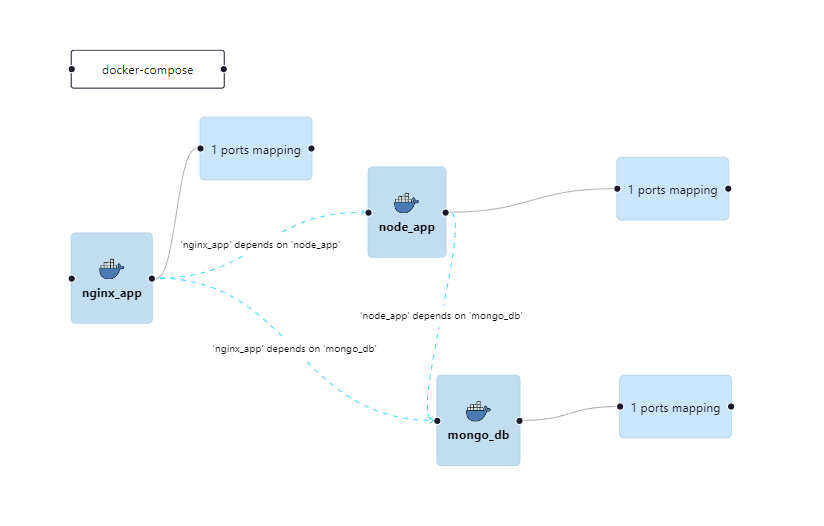 docker-compose
1 ports mapping
node_app
1 ports mapping
'nginx_app' depends on 'node_app'
nginx_app
'node_app' depends on 'mongo_db'
'nginx_app' depends on 'mongo_db'
mongo_db
1 ports mapping